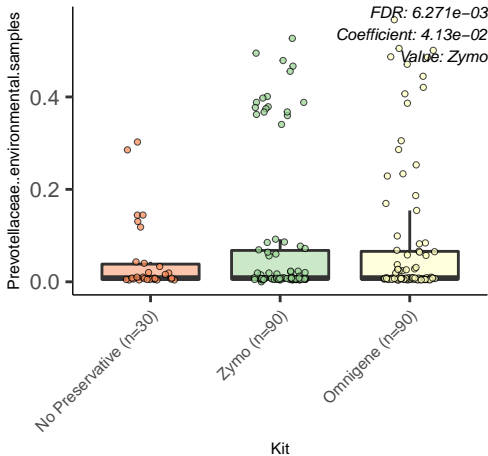 FDR: 6.271e−03
Coefficient: 4.13e−02
Value: Zymo
Prevotellaceae..environmental.samples
0.4
0.2
0.0
No Preservative (n=30)
Zymo (n=90)
Omnigene (n=90)
Kit